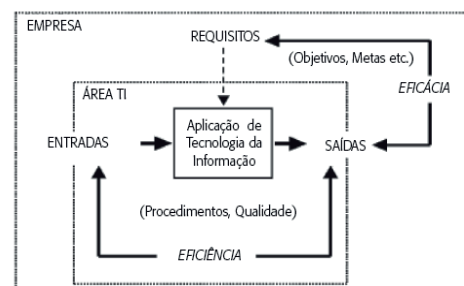 EMPRESA
REQUISITOS
(Objetivos, Metas etc.)
EFICÁCIA
ÁREA TI
ENTRADAS
Aplicação de
Tecnologia da
Informação
SAÍDAS
(Procedimentos, Qualidade)
EFICIÊNCIA